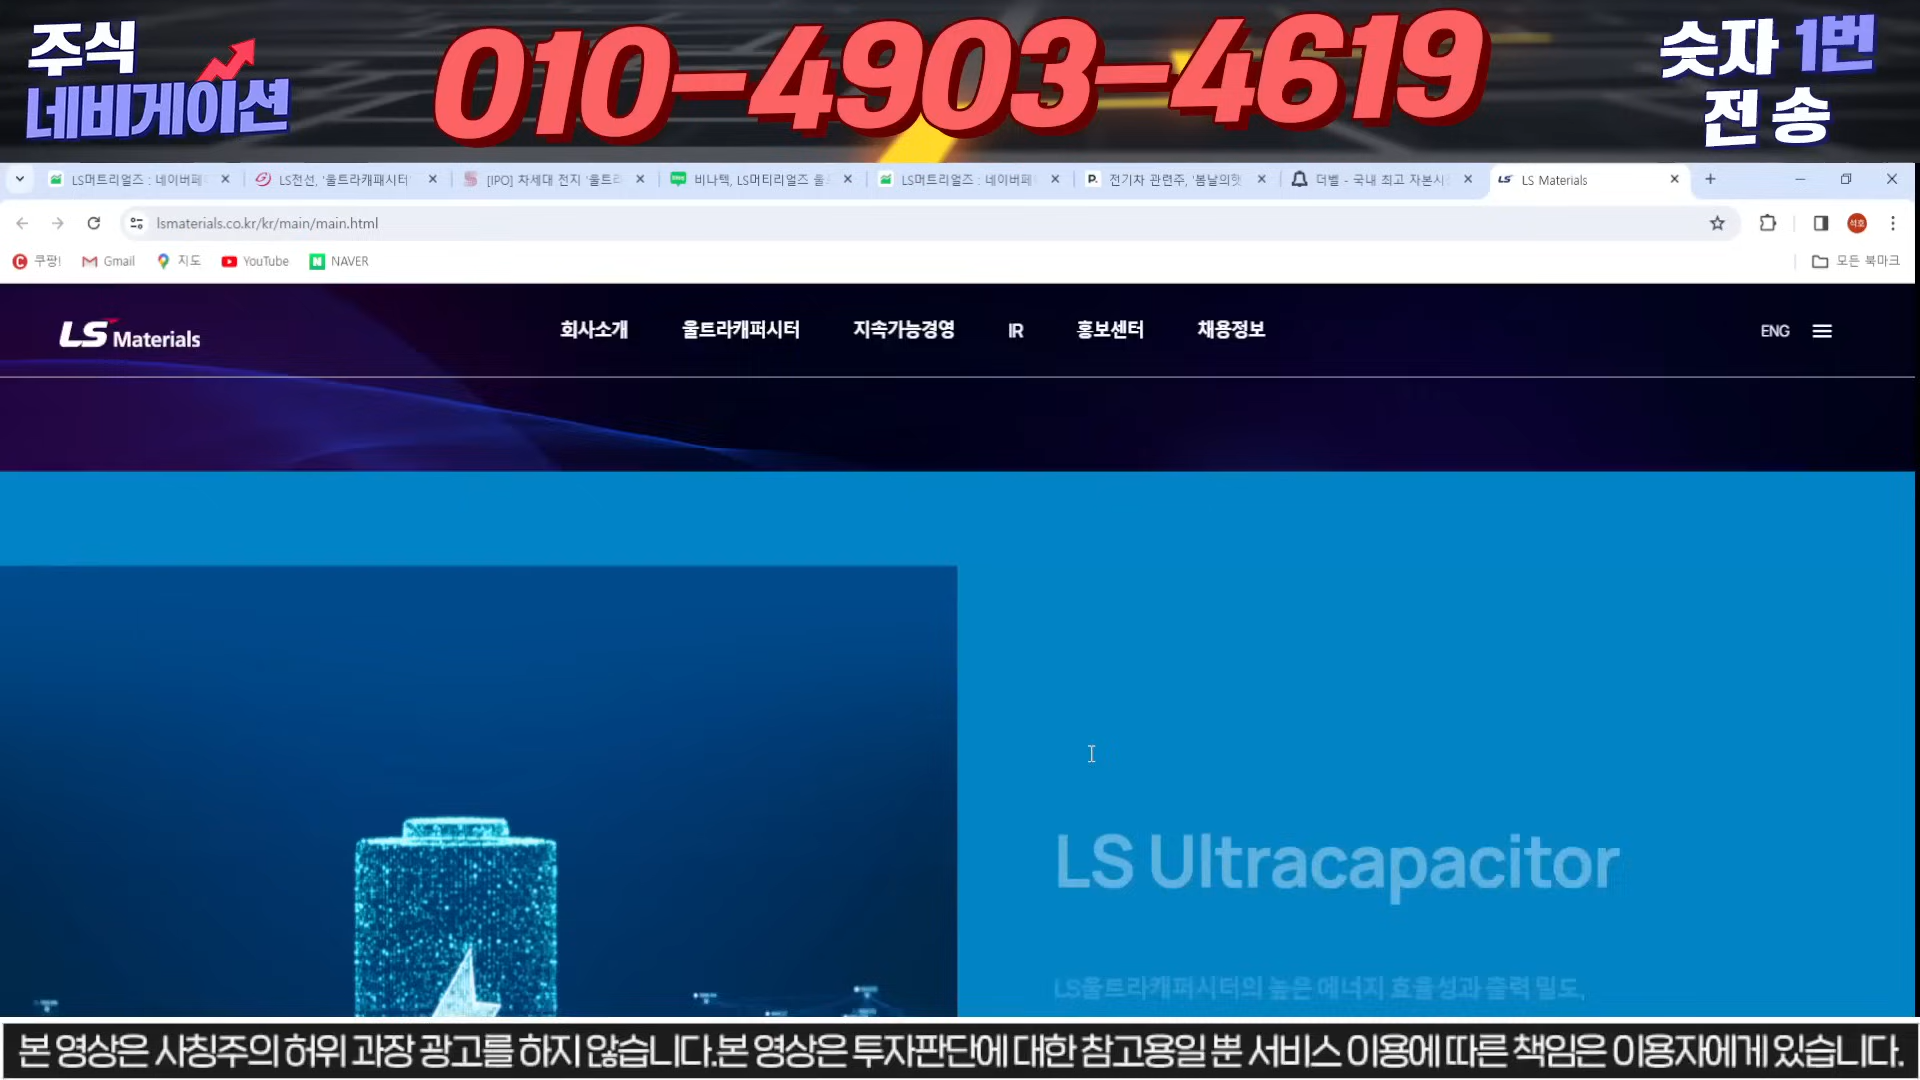 주식
네비게이션
010-4903-4619
숫자 1번
전송
LS머트리얼즈 : 네이버페
LS전선, '울트라캐패시터'
[IPO] 차세대 전지 '울트라
비나텍, LS머티리얼즈 울
LS머트리얼즈 : 네이버페
전기차 관련주, '봄날의햇
더벨 - 국내 최고 자본시
LS Materials
lsmaterials.co.kr/kr/main/main.html
석호
쿠팡!
Gmail
지도
YouTube
NAVER
모든 북마크
LS Materials
회사소개
울트라캐퍼시터
지속가능경영
IR
홍보센터
채용정보
ENG
LS Ultracapacitor
LS울트라캐퍼시터의 높은 에너지 효율성과 출력 밀도,
본 영상은 사칭주의 허위 과장 광고를 하지 않습니다.본 영상은 투자판단에 대한 참고용일 뿐 서비스 이용에 따른 책임은 이용자에게 있습니다.